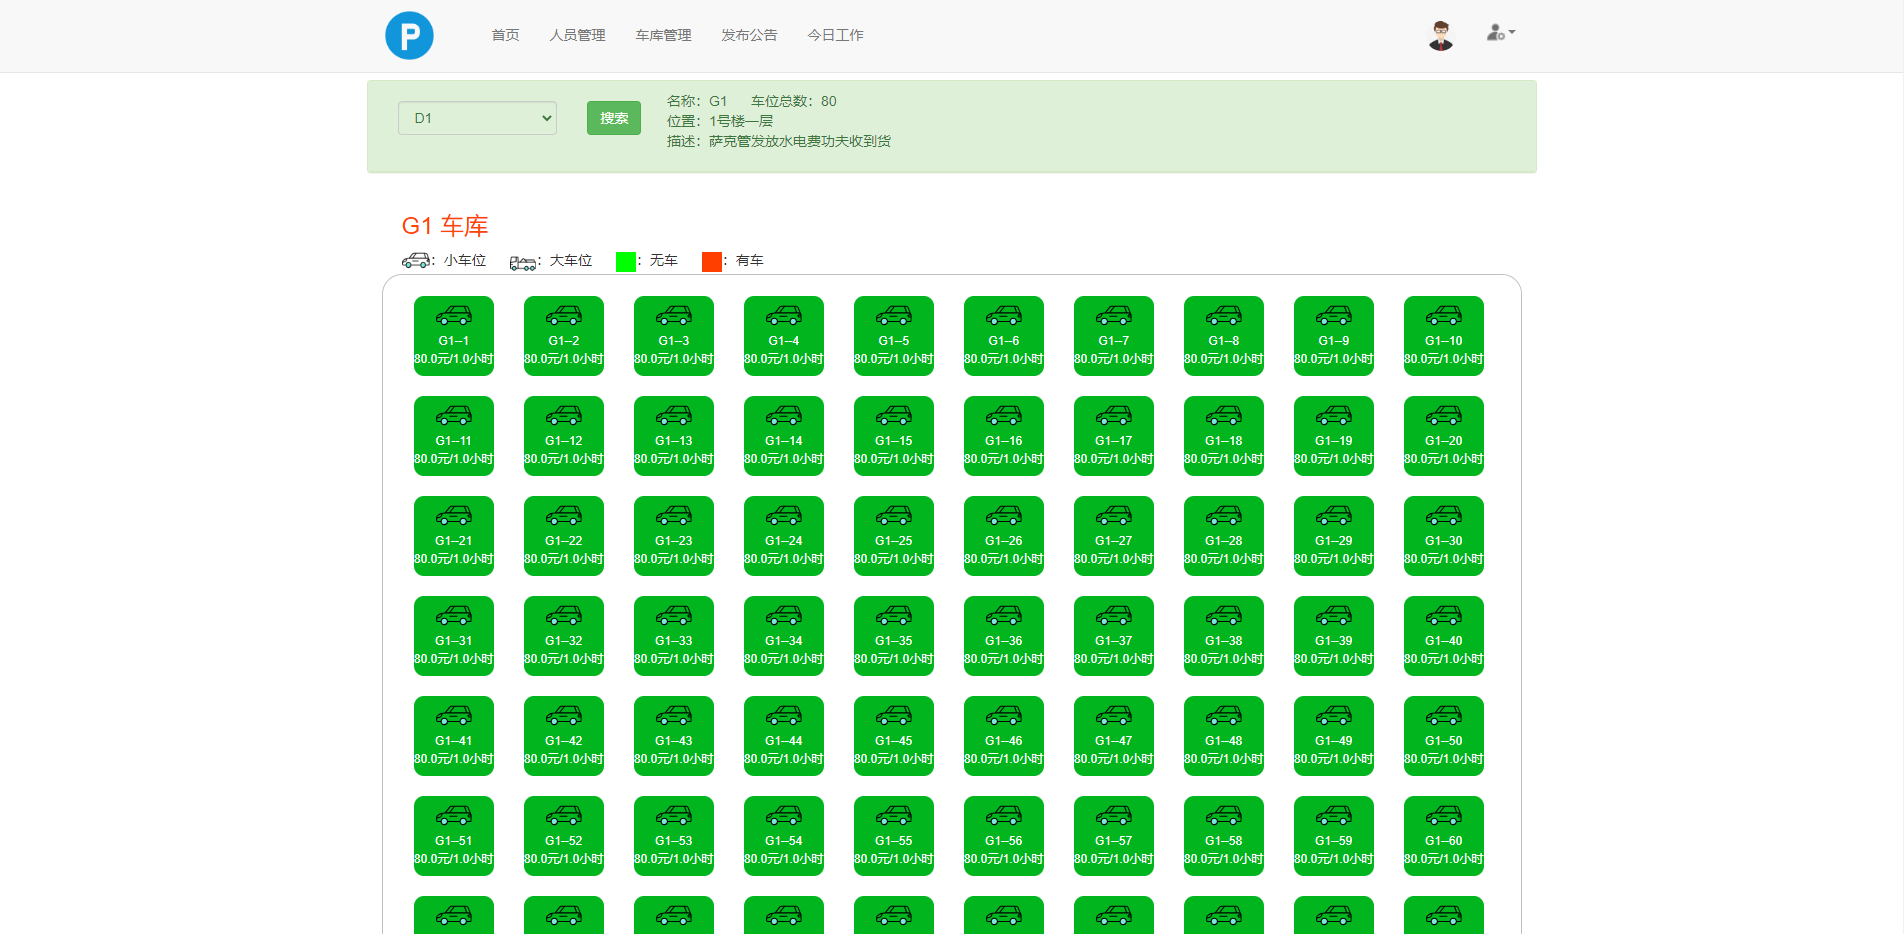 P 首页 人员管理 车库管理 发布公告 今日工作
D1 搜索
名称：G1 车位总数：80
位置：1号楼一层
描述：萨克管发放水电费功夫收到货
G1 车库
：小车位 ：大车位 ：无车 ：有车
G1--1 G1--2 G1--3 G1--4 G1--5 G1--6 G1--7 G1--8 G1--9 G1--10
80.0元/1.0小时 80.0元/1.0小时 80.0元/1.0小时 80.0元/1.0小时 80.0元/1.0小时 80.0元/1.0小时 80.0元/1.0小时 80.0元/1.0小时 80.0元/1.0小时 80.0元/1.0小时
G1--11 G1--12 G1--13 G1--14 G1--15 G1--16 G1--17 G1--18 G1--19 G1--20
80.0元/1.0小时 80.0元/1.0小时 80.0元/1.0小时 80.0元/1.0小时 80.0元/1.0小时 80.0元/1.0小时 80.0元/1.0小时 80.0元/1.0小时 80.0元/1.0小时 80.0元/1.0小时
G1--21 G1--22 G1--23 G1--24 G1--25 G1--26 G1--27 G1--28 G1--29 G1--30
80.0元/1.0小时 80.0元/1.0小时 80.0元/1.0小时 80.0元/1.0小时 80.0元/1.0小时 80.0元/1.0小时 80.0元/1.0小时 80.0元/1.0小时 80.0元/1.0小时 80.0元/1.0小时
G1--31 G1--32 G1--33 G1--34 G1--35 G1--36 G1--37 G1--38 G1--39 G1--40
80.0元/1.0小时 80.0元/1.0小时 80.0元/1.0小时 80.0元/1.0小时 80.0元/1.0小时 80.0元/1.0小时 80.0元/1.0小时 80.0元/1.0小时 80.0元/1.0小时 80.0元/1.0小时
G1--41 G1--42 G1--43 G1--44 G1--45 G1--46 G1--47 G1--48 G1--49 G1--50
80.0元/1.0小时 80.0元/1.0小时 80.0元/1.0小时 80.0元/1.0小时 80.0元/1.0小时 80.0元/1.0小时 80.0元/1.0小时 80.0元/1.0小时 80.0元/1.0小时 80.0元/1.0小时
G1--51 G1--52 G1--53 G1--54 G1--55 G1--56 G1--57 G1--58 G1--59 G1--60
80.0元/1.0小时 80.0元/1.0小时 80.0元/1.0小时 80.0元/1.0小时 80.0元/1.0小时 80.0元/1.0小时 80.0元/1.0小时 80.0元/1.0小时 80.0元/1.0小时 80.0元/1.0小时